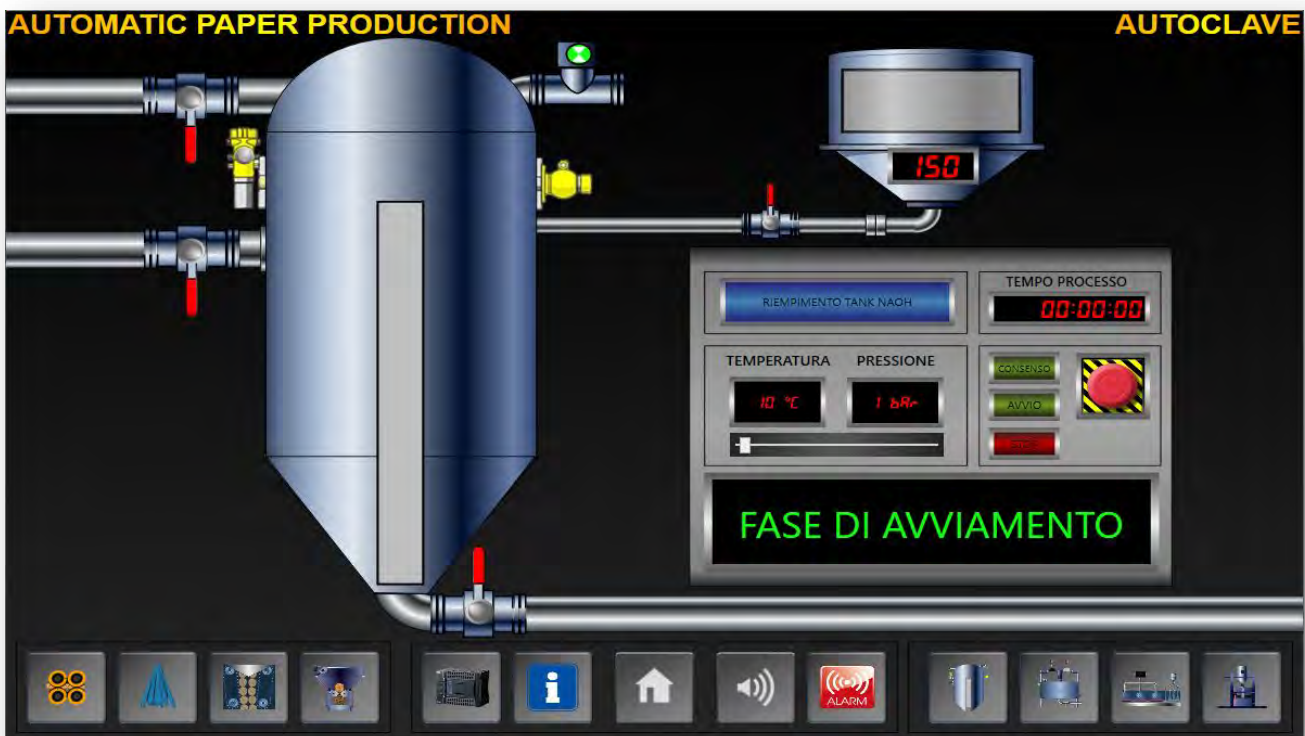 AUTOMATIC PAPER PRODUCTION
AUTOCLAVE
150
RIEMPIMENTO TANK NAOH
TEMPO PROCESSO
00:00:00
TEMPERATURA
PRESSIONE
10 °C
1 bAr
CONSENSO
AVVIO
STOP
FASE DI AVVIAMENTO
i
ALARM